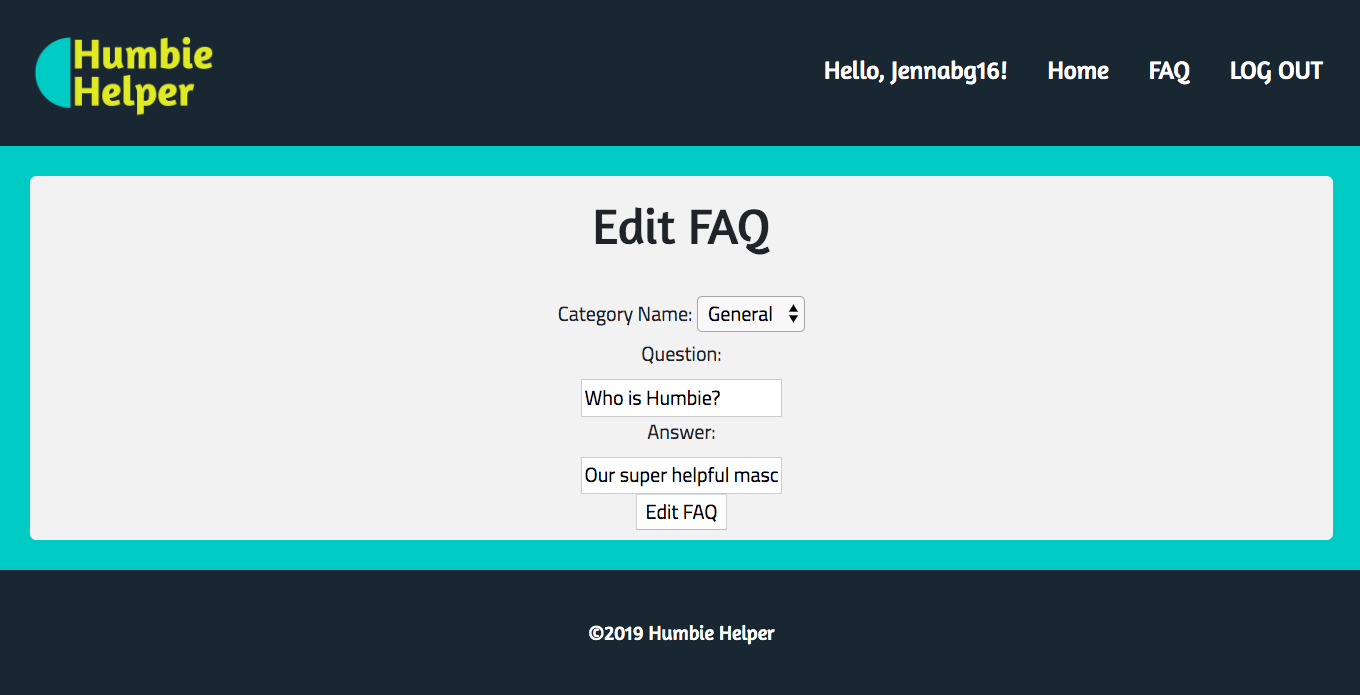 Humbie
Helper
Hello, Jennabg16!
Home
FAQ
LOG OUT
Edit FAQ
Category Name: General
Question:
Who is Humbie?
Answer:
Our super helpful masc
Edit FAQ
©2019 Humbie Helper